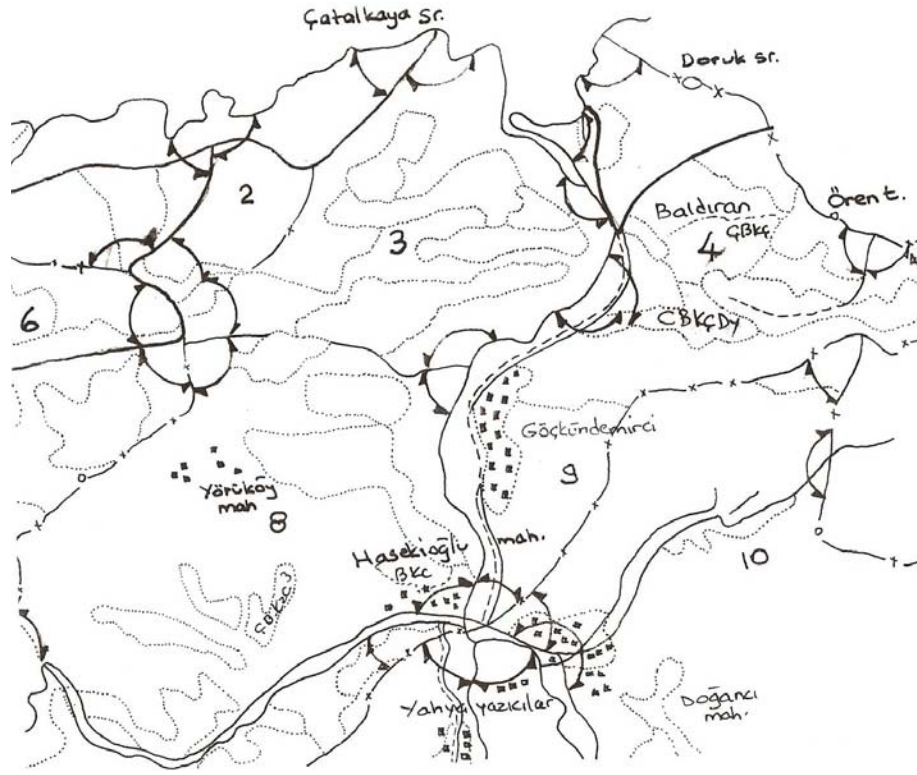 Çatalkaya sr.
Doruk sr.
2
Baldıran
ÇBkç
Ören t.
3
4
6
ÇBKÇDy
Göçkündemirci
9
Yörüköy
mah
8
Hasekioğlu
Bkc
mah.
10
Yahya yazıcılar
Doğancı
mah.